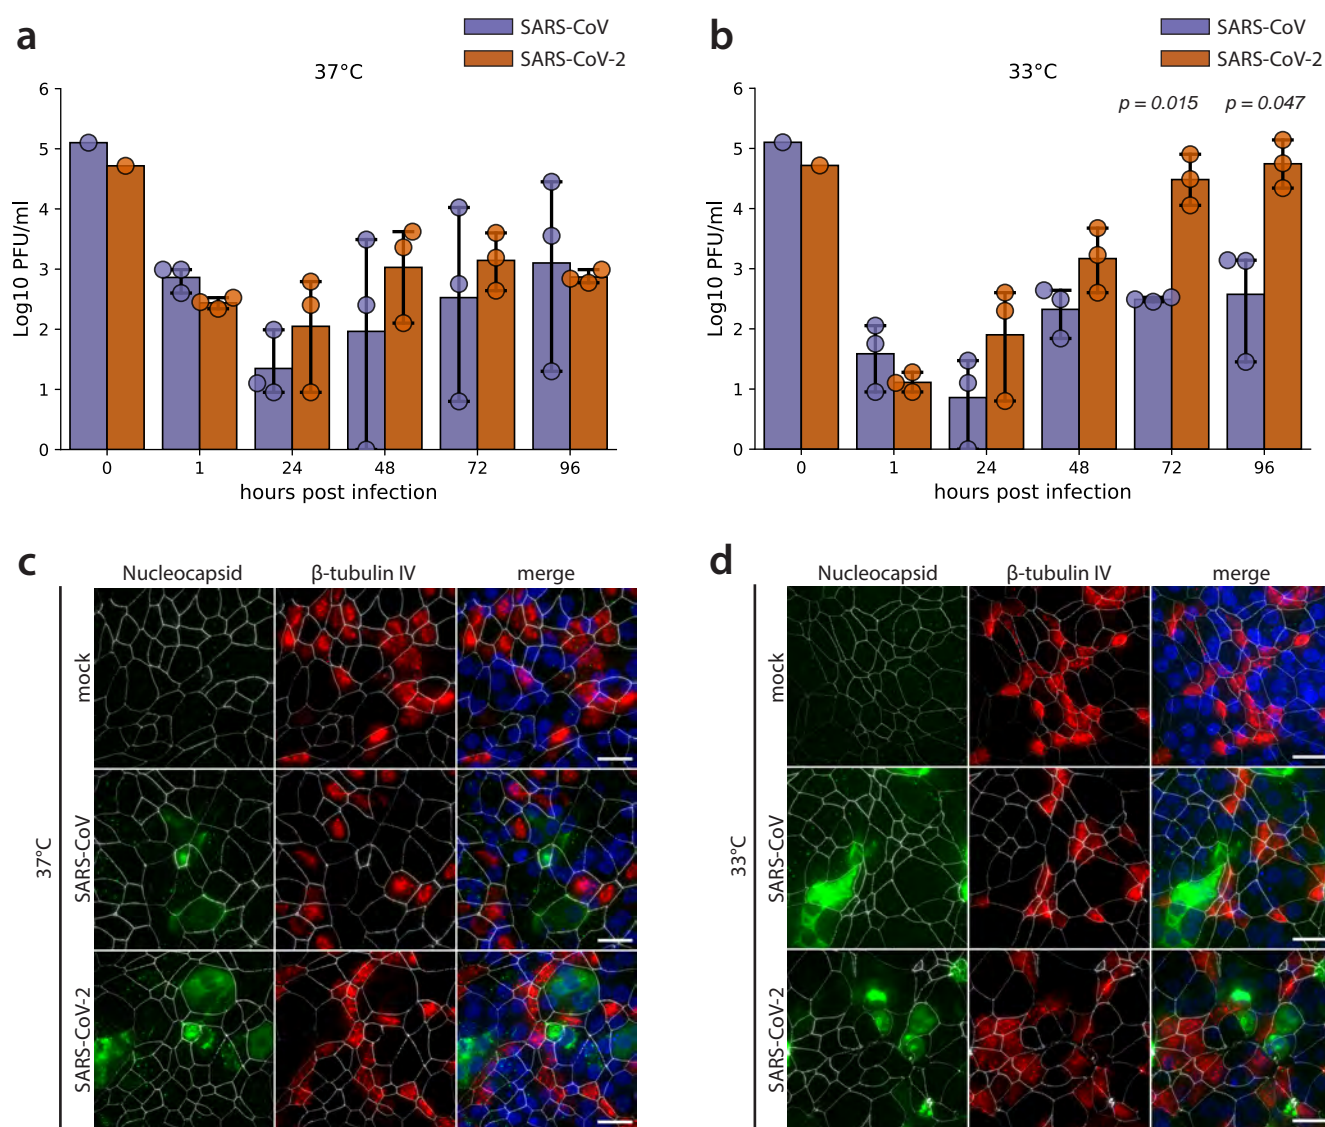 a
SARS-CoV
SARS-CoV-2
37°C
Log10 PFU/ml
6
5
4
3
2
1
0
0 1 24 48 72 96
hours post infection
b
SARS-CoV
SARS-CoV-2
33°C
p = 0.015 p = 0.047
Log10 PFU/ml
6
5
4
3
2
1
0
0 1 24 48 72 96
hours post infection
c
Nucleocapsid β-tubulin IV merge
37°C
mock
SARS-CoV
SARS-CoV-2
d
Nucleocapsid β-tubulin IV merge
33°C
mock
SARS-CoV
SARS-CoV-2